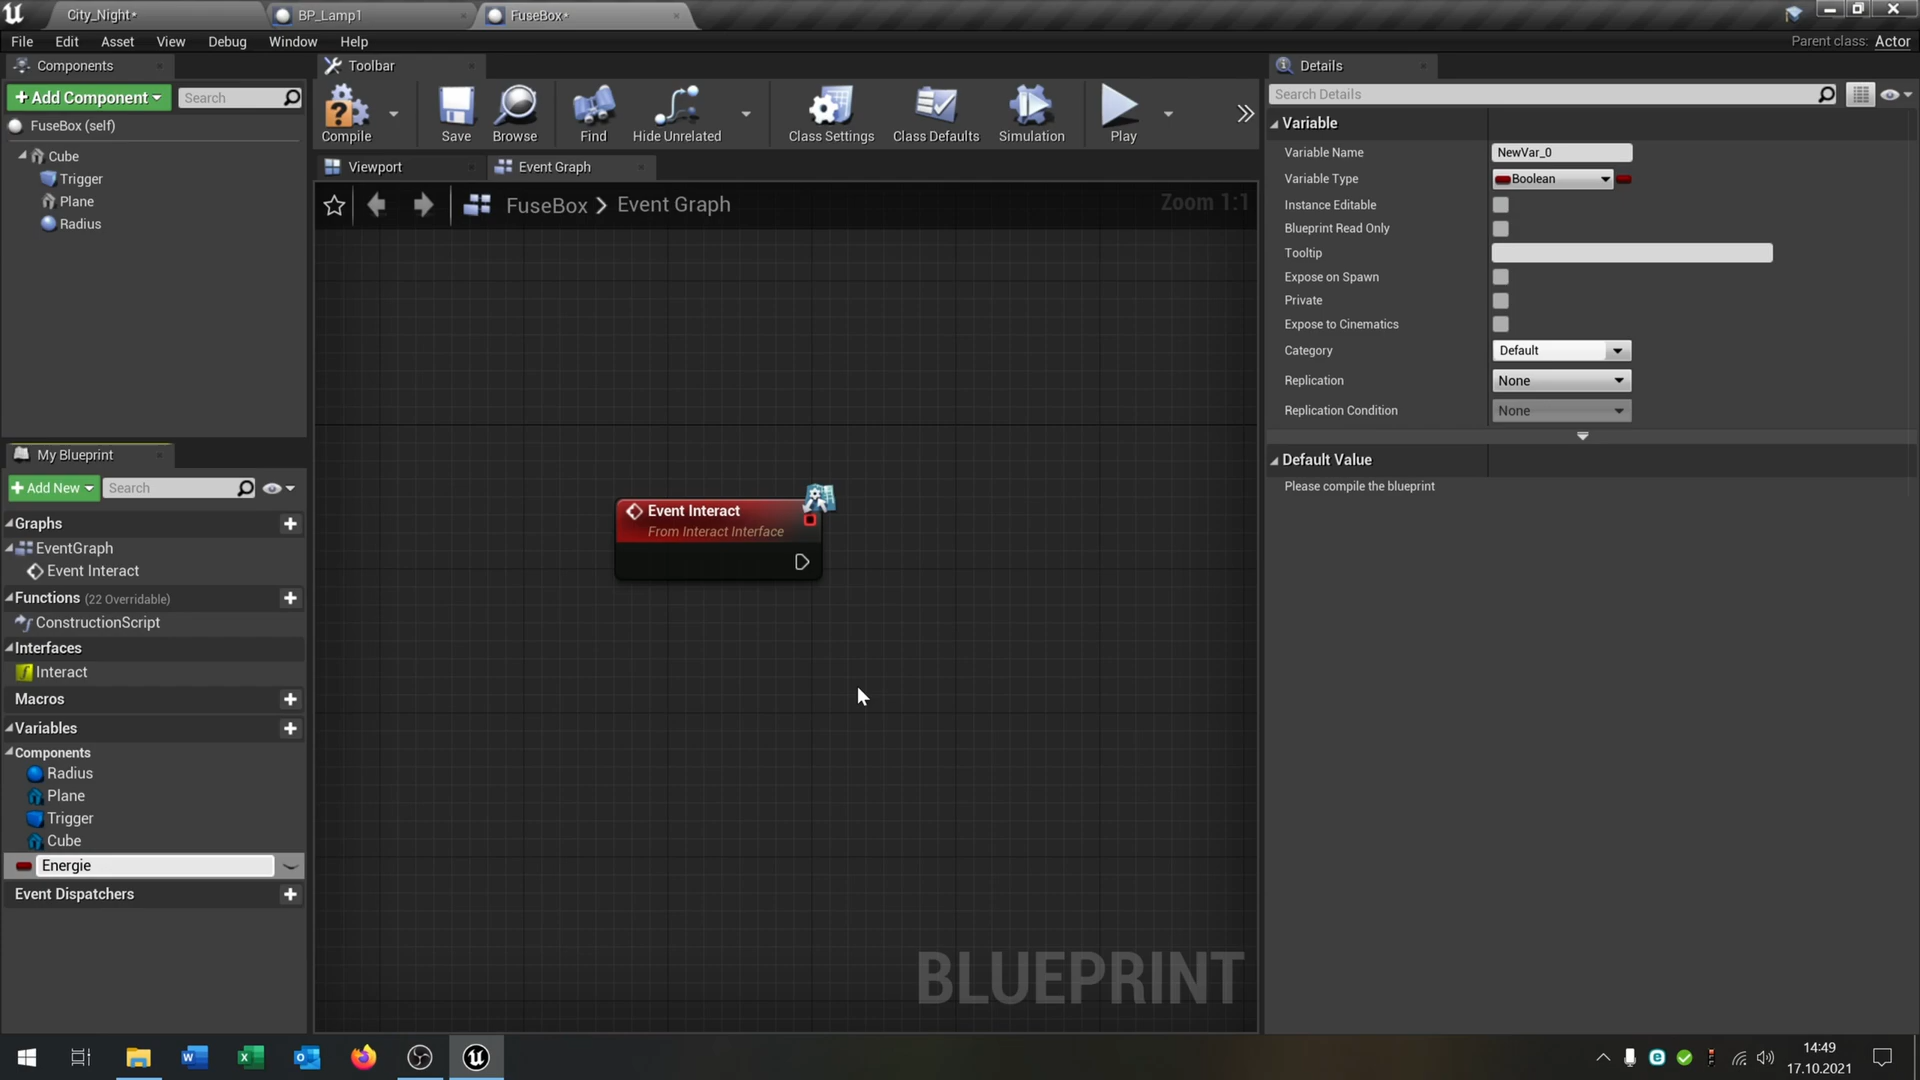 City_Night*
BP_Lamp1
FuseBox*
File Edit Asset View Debug Window Help
Parent class: Actor
Components
+ Add Component
Search
FuseBox (self)
Cube
Trigger
Plane
Radius
Toolbar
Compile
Save
Browse
Find
Hide Unrelated
Class Settings
Class Defaults
Simulation
Play
Viewport
Event Graph
FuseBox > Event Graph
Zoom 1:1
Event Interact
From Interact Interface
BLUEPRINT
My Blueprint
+ Add New
Search
Graphs
EventGraph
Event Interact
Functions (22 Overridable)
ConstructionScript
Interfaces
Interact
Macros
Variables
Components
Radius
Plane
Trigger
Cube
Energie
Event Dispatchers
Details
Search Details
Variable
Variable Name NewVar_0
Variable Type Boolean
Instance Editable
Blueprint Read Only
Tooltip
Expose on Spawn
Private
Expose to Cinematics
Category Default
Replication None
Replication Condition None
Default Value
Please compile the blueprint
14:49
17.10.2021